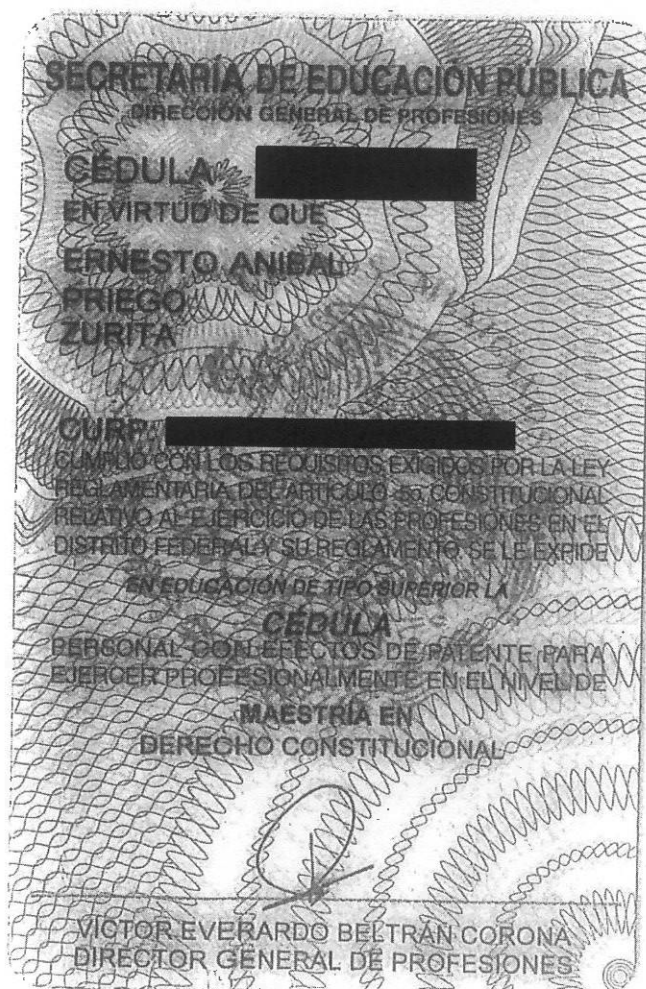 SECRETARÍA DE EDUCACIÓN PÚBLICA
DIRECCIÓN GENERAL DE PROFESIONES
CÉDULA
EN VIRTUD DE QUE
ERNESTO ANIBAL
PRIEGO
ZURITA
CURP
CUMPLIÓ CON LOS REQUISITOS EXIGIDOS POR LA LEY
REGLAMENTARIA DEL ARTÍCULO 5o. CONSTITUCIONAL
RELATIVO AL EJERCICIO DE LAS PROFESIONES EN EL
DISTRITO FEDERAL Y SU REGLAMENTO SE LE EXPIDE
EN EDUCACIÓN DE TIPO SUPERIOR LA
CÉDULA
PERSONAL CON EFECTOS DE PATENTE PARA
EJERCER PROFESIONALMENTE EN EL NIVEL DE
MAESTRÍA EN
DERECHO CONSTITUCIONAL
VICTOR EVERARDO BELTRÁN CORONA
DIRECTOR GENERAL DE PROFESIONES